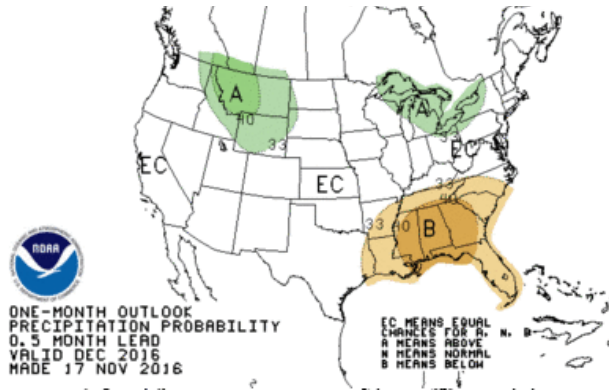 A
40
33
A
EC
EC
EC
33
40
33
40
B
NOAA
ONE-MONTH OUTLOOK
PRECIPITATION PROBABILITY
0.5 MONTH LEAD
VALID DEC 2016
MADE 17 NOV 2016
EC MEANS EQUAL
CHANCES FOR A, N, B
A MEANS ABOVE
N MEANS NORMAL
B MEANS BELOW